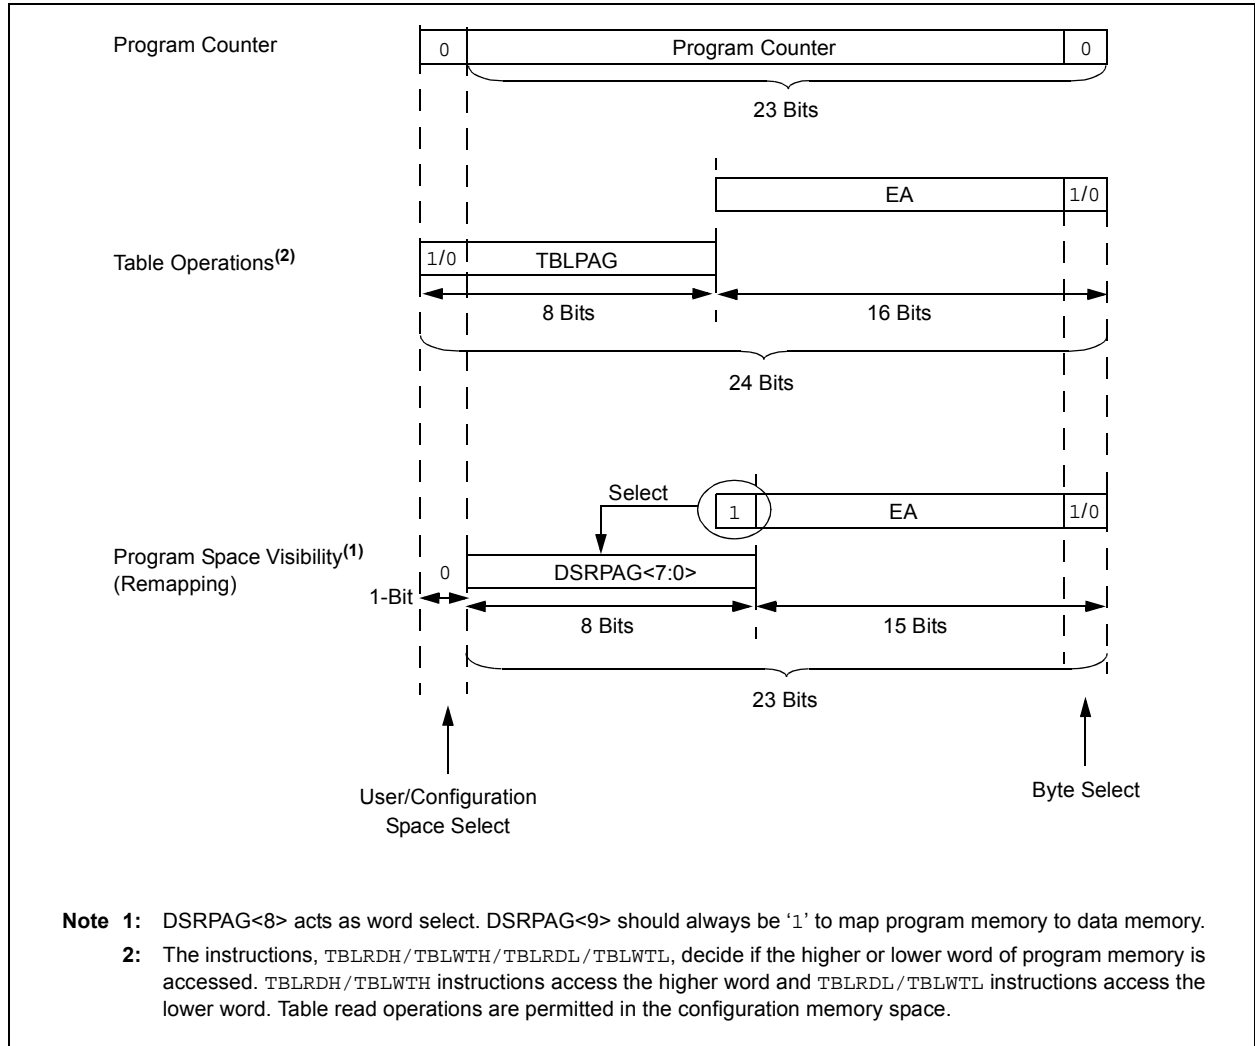 Program Counter
0 Program Counter 0
23 Bits
EA 1/0
Table Operations(2)
1/0 TBLPAG
8 Bits 16 Bits
24 Bits
Select
1 EA 1/0
Program Space Visibility(1)
(Remapping)
0 DSRPAG<7:0>
1-Bit
8 Bits 15 Bits
23 Bits
User/Configuration
Space Select
Byte Select
Note 1: DSRPAG<8> acts as word select. DSRPAG<9> should always be ‘1’ to map program memory to data memory.
2: The instructions, TBLRDH/TBLWTH/TBLRDL/TBLWTL, decide if the higher or lower word of program memory is
accessed. TBLRDH/TBLWTH instructions access the higher word and TBLRDL/TBLWTL instructions access the
lower word. Table read operations are permitted in the configuration memory space.